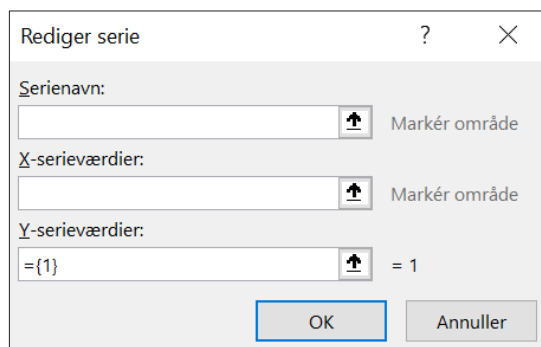 Rediger serie ?
Serienavn:
Markér område
X-serieværdier:
Markér område
Y-serieværdier:
={1} = 1
OK Annuller